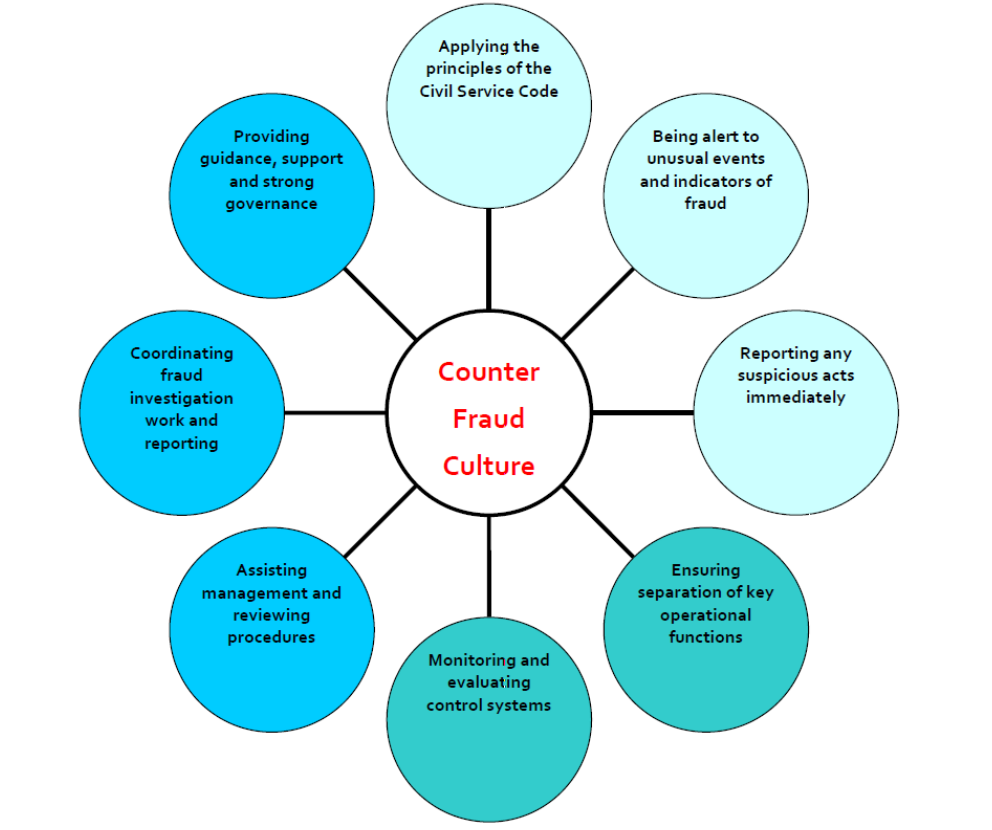 Applying the
principles of the
Civil Service Code
Being alert to
unusual events
and indicators of
fraud
Reporting any
suspicious acts
immediately
Ensuring
separation of key
operational
functions
Monitoring and
evaluating
control systems
Assisting
management and
reviewing
procedures
Coordinating
fraud
investigation
work and
reporting
Providing
guidance, support
and strong
governance
Counter
Fraud
Culture